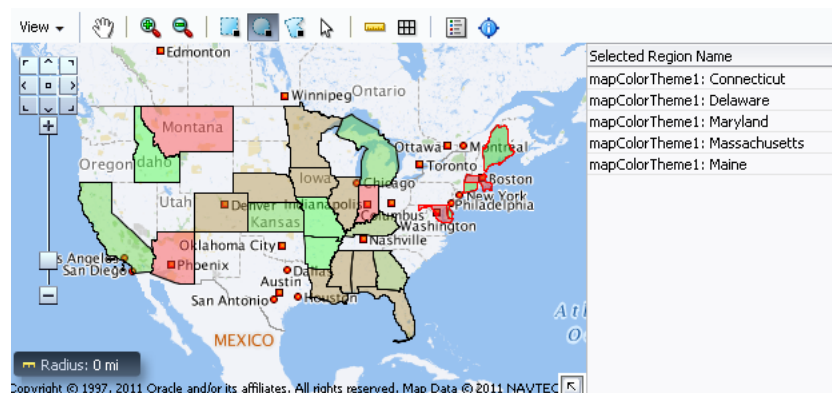 View
Selected Region Name
mapColorTheme1: Connecticut
mapColorTheme1: Delaware
mapColorTheme1: Maryland
mapColorTheme1: Massachusetts
mapColorTheme1: Maine
Edmonton
Winnipeg
Ontario
Montana
Ottawa
Montreal
Oregon
Idaho
Toronto
Iowa
Chicago
Boston
New York
Utah
Denver
Indianapolis
Philadelphia
Kansas
Columbus
Washington
Oklahoma City
Nashville
s Angeles
San Diego
Phoenix
Dallas
Austin
San Antonio
Houston
Atl
O
MEXICO
Radius: 0 mi
Copyright © 1997, 2011 Oracle and/or its affiliates. All rights reserved. Map Data © 2011 NAVTEC